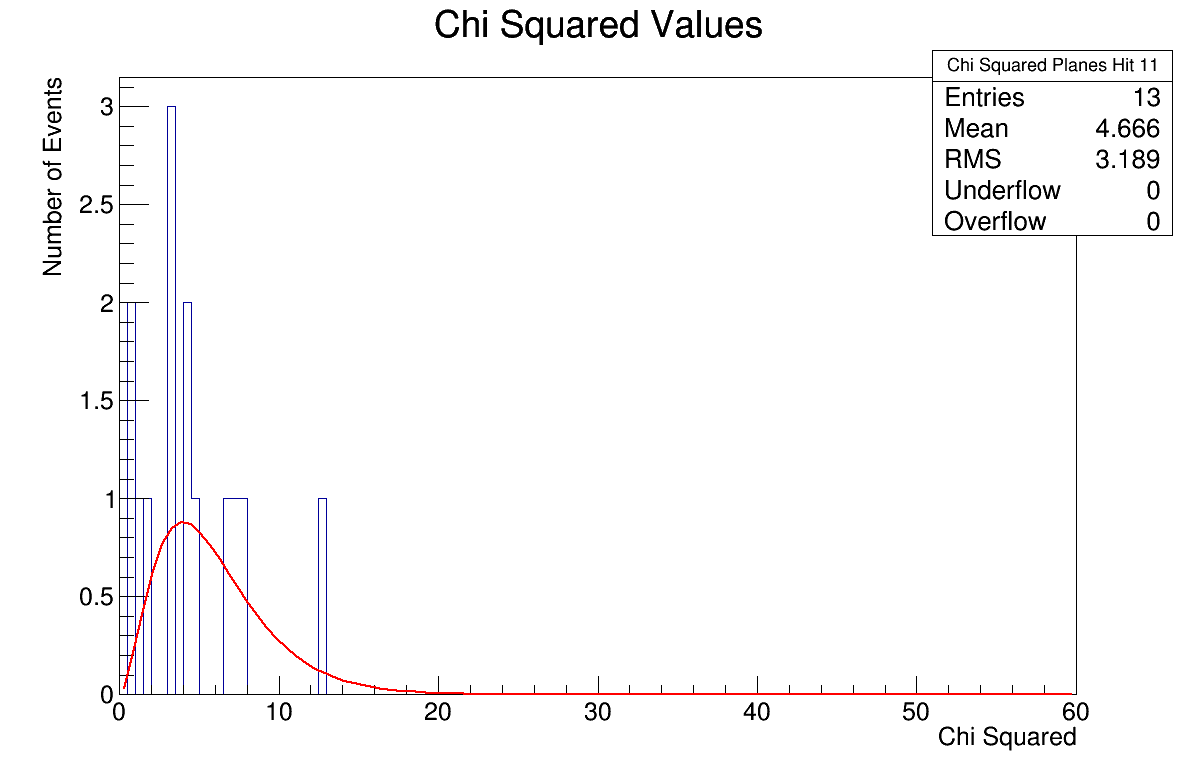 Chi Squared Values
Chi Squared Planes Hit 11
Entries 13
Mean 4.666
RMS 3.189
Underflow 0
Overflow 0
Number of Events
3
2.5
2
1.5
1
0.5
0
0 10 20 30 40 50 60
Chi Squared